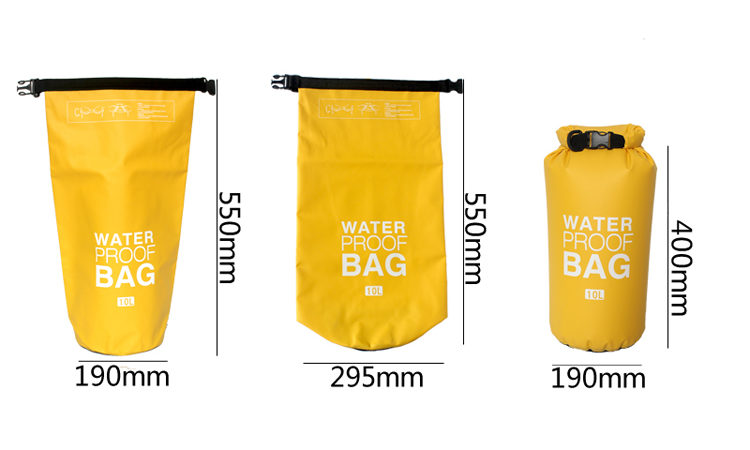 WATER
PROOF
BAG
10L
550mm
190mm
WATER
PROOF
BAG
10L
550mm
295mm
WATER
PROOF
BAG
10L
400mm
190mm